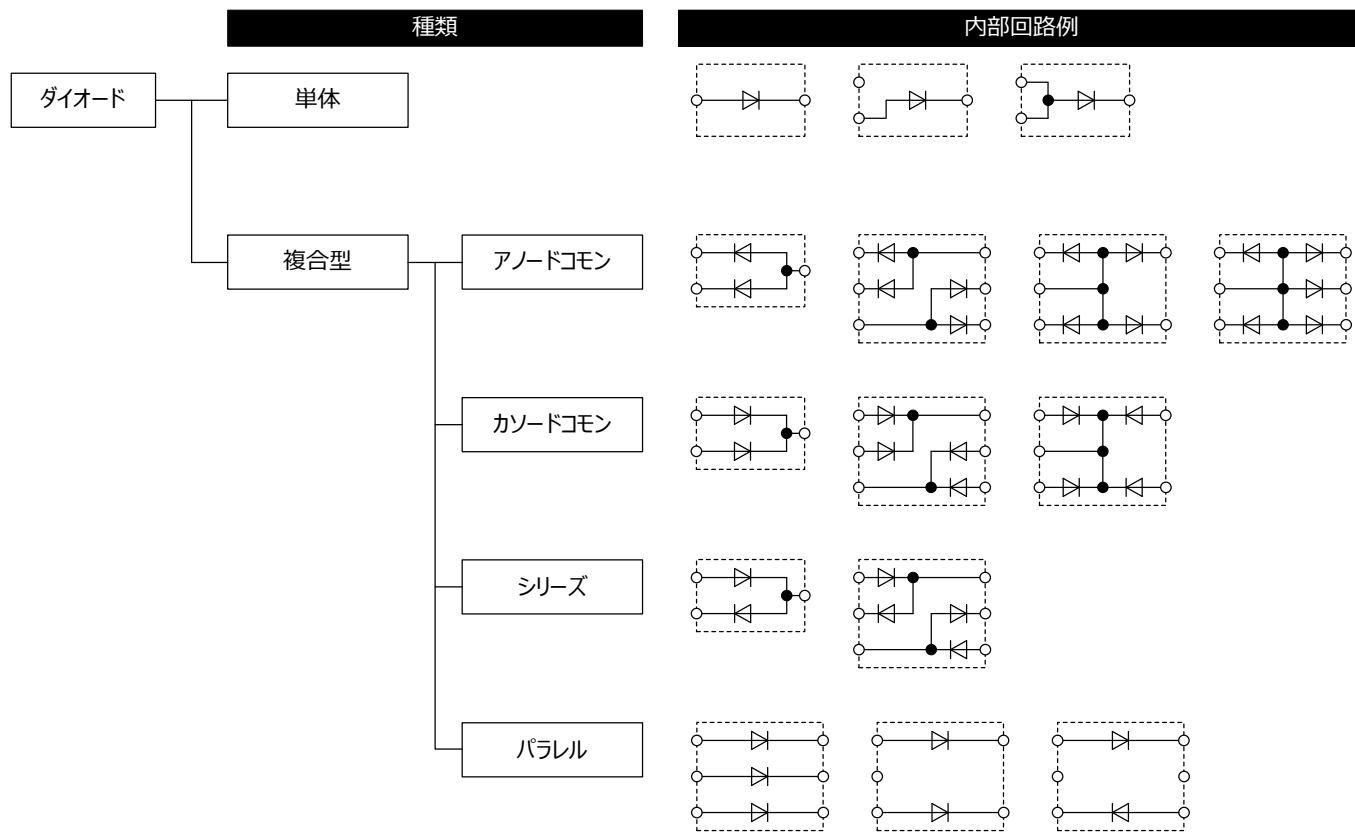 種類
内部回路例
ダイオード
単体
複合型
アノードコモン
カソードコモン
シリーズ
パラレル